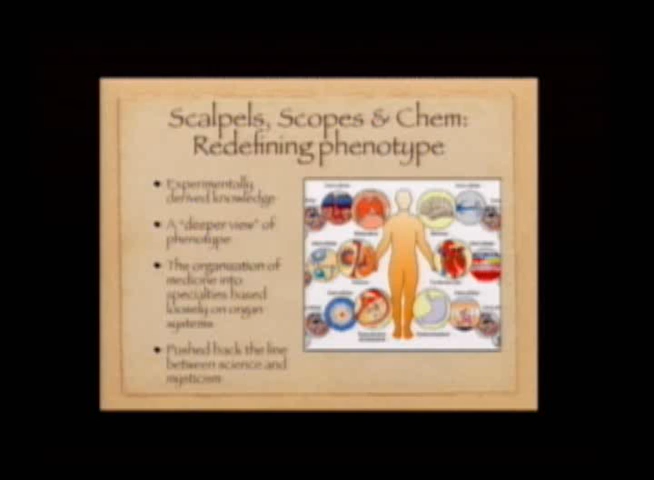 Scalpels, Scopes & Chem:
Redefining phenotype
• Experimentally
derived knowledge
• A "deeper view" of
phenotype
• The organization of
medicine into
specialties based
loosely on organ
systems
• Pushed back the line
between science and
mysticism